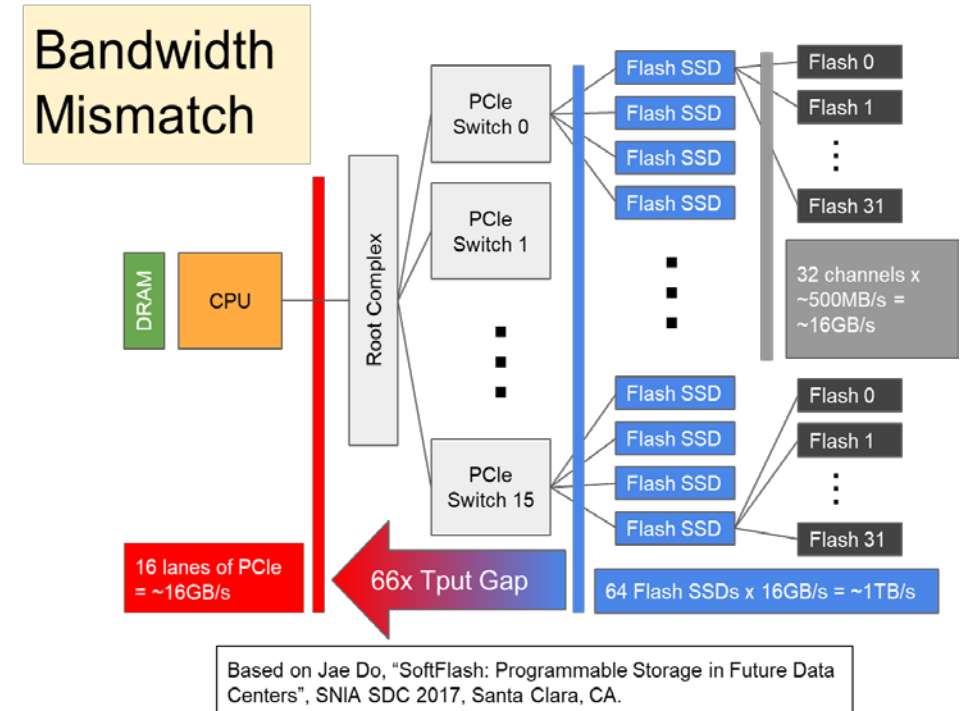 Bandwidth
Mismatch
DRAM
CPU
Root Complex
PCIe
Switch 0
PCIe
Switch 1
PCIe
Switch 15
Flash SSD
Flash SSD
Flash SSD
Flash SSD
Flash SSD
Flash SSD
Flash SSD
Flash SSD
Flash 0
Flash 1
Flash 31
32 channels x
~500MB/s =
~16GB/s
Flash 0
Flash 1
Flash 31
16 lanes of PCIe
= ~16GB/s
66x Tput Gap
64 Flash SSDs x 16GB/s = ~1TB/s
Based on Jae Do, “SoftFlash: Programmable Storage in Future Data
Centers”, SNIA SDC 2017, Santa Clara, CA.